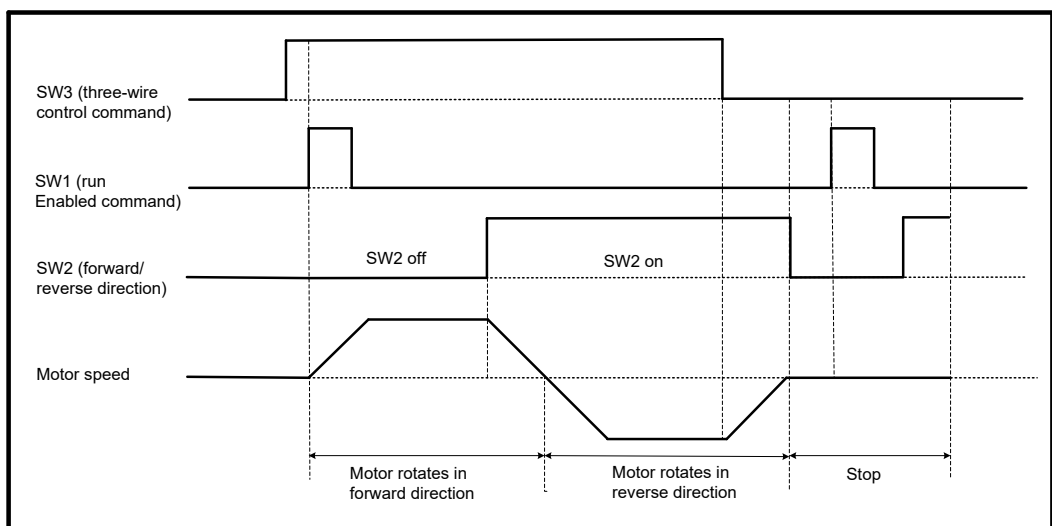 SW3 (three-wire
control command)
SW1 (run
Enabled command)
SW2 off
SW2 on
SW2 (forward/
reverse direction)
Motor speed
Motor rotates in
forward direction
Motor rotates in
reverse direction
Stop